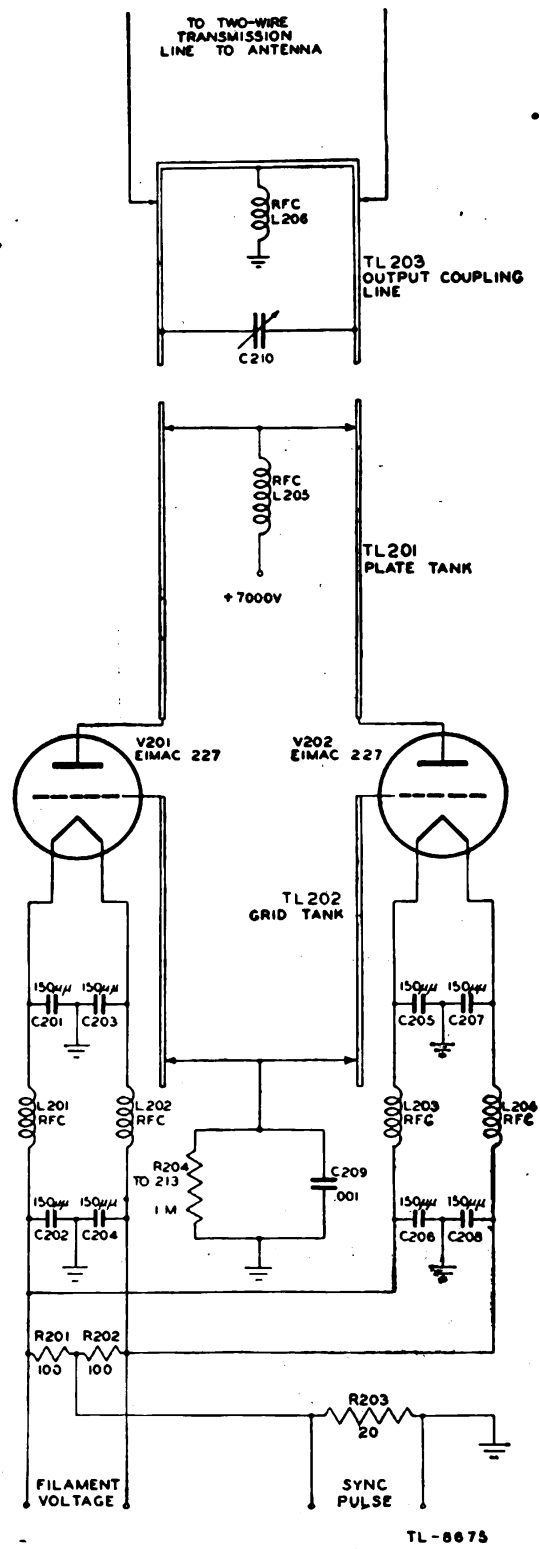 TO TWO-WIRE
TRANSMISSION
LINE TO ANTENNA
RFC
L206
TL203
OUTPUT COUPLING
LINE
C210
RFC
L205
+7000V
TL201
PLATE TANK
V201
EIMAC 227
V202
EIMAC 227
TL202
GRID TANK
150μμ 150μμ
C201 C203
150μμ 150μμ
C205 C207
L201
RFC
L202
RFC
L203
RFC
L204
RFC
R204
TO 213
1 M
C209
.001
150μμ 150μμ
C202 C204
150μμ 150μμ
C206 C208
R201 R202
100 100
R203
20
FILAMENT
VOLTAGE
SYNC
PULSE
TL-8675